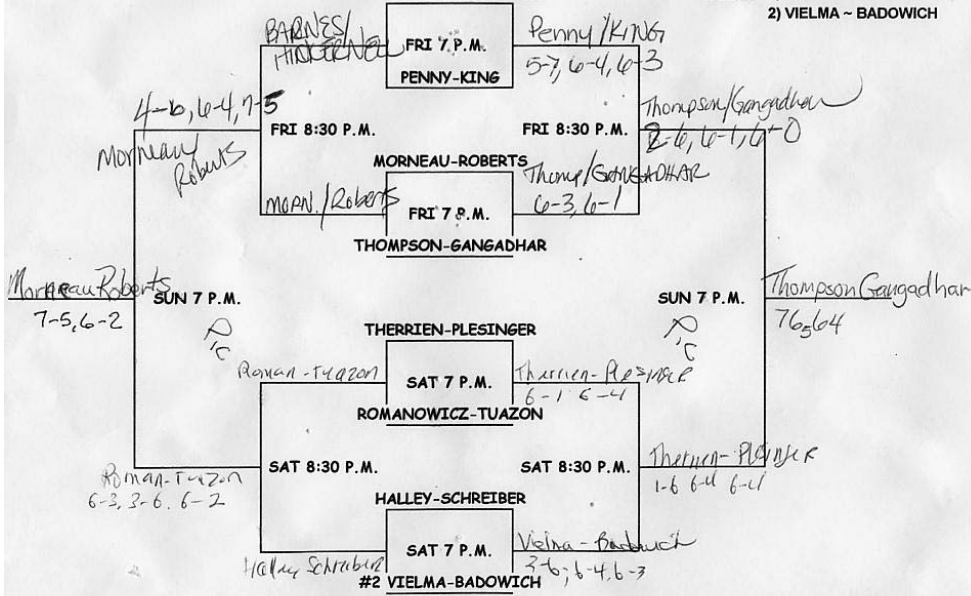 2) VIELMA ~ BADOWICH
BARNES/
HINKERNELL
FRI 7 P.M.
Penny/KING
PENNY-KING
5-7, 6-4, 6-3
4-6, 6-4, 7-5
FRI 8:30 P.M.
FRI 8:30 P.M.
Thompson/Gangadhar
2-6, 6-1, 6-0
Morneau/
Roberts
MORNEAU-ROBERTS
MORN./Roberts
FRI 7 P.M.
Thomp/GANGADHAR
6-3, 6-1
THOMPSON-GANGADHAR
Morneau Roberts
SUN 7 P.M.
SUN 7 P.M.
Thompson Gangadhar
7-5, 6-2
76, 64
THERRIEN-PLESINGER
Roman-Tuazon
SAT 7 P.M.
Therrien-Plesinger
6-1 6-4
ROMANOWICZ-TUAZON
Roman-Tuazon
SAT 8:30 P.M.
SAT 8:30 P.M.
Therrien-Plesinger
6-3, 3-6, 6-2
1-6 6-4 6-4
HALLEY-SCHREIBER
Halley Schreiber
SAT 7 P.M.
Vielma-Badowich
3-6, 6-4, 6-3
#2 VIELMA-BADOWICH